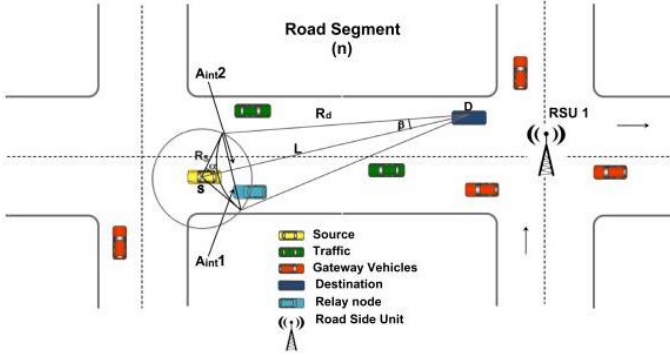 Road Segment
(n)
Aint2
D
Rd
RSU 1
β
L
Rs
α
S
Aint1
Source
Traffic
Gateway Vehicles
Destination
Relay node
Road Side Unit